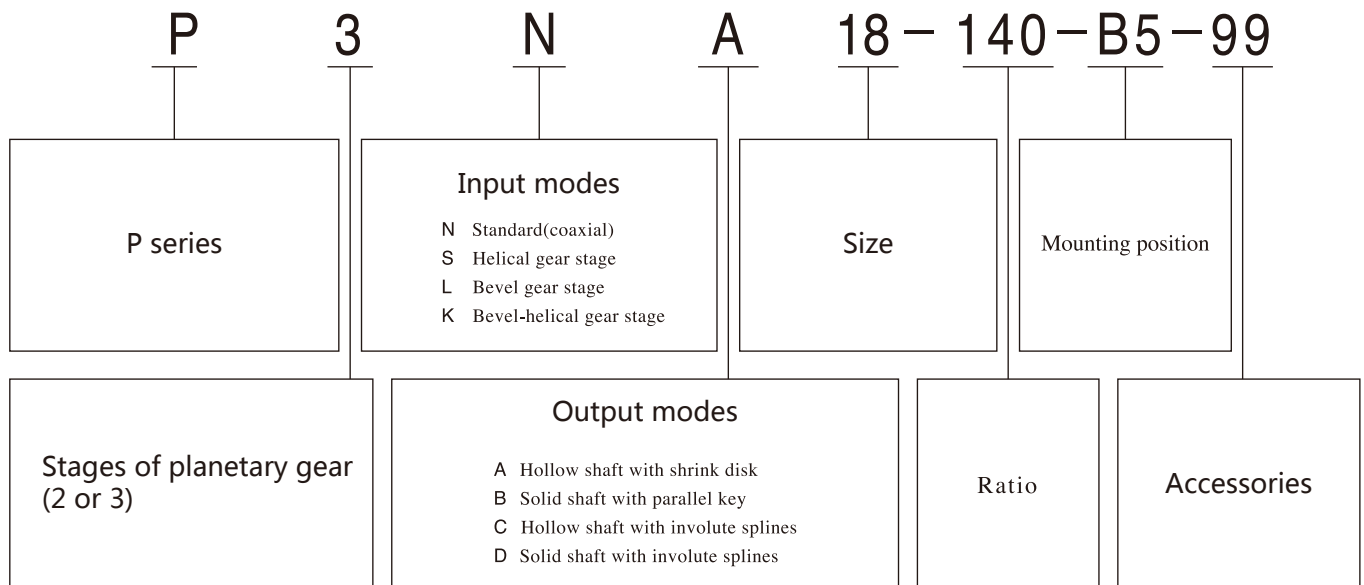 P 3 N A 18-140-B5-99
P series
Input modes
N Standard(coaxial)
S Helical gear stage
L Bevel gear stage
K Bevel-helical gear stage
Size
Mounting position
Stages of planetary gear
(2 or 3)
Output modes
A Hollow shaft with shrink disk
B Solid shaft with parallel key
C Hollow shaft with involute splines
D Solid shaft with involute splines
Ratio
Accessories